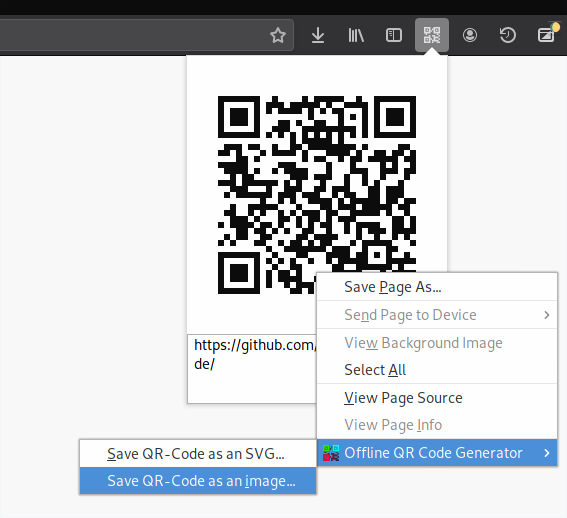 https://github.com/
de/
Save Page As...
Send Page to Device
View Background Image
Select All
View Page Source
View Page Info
Offline QR Code Generator
Save QR-Code as an SVG...
Save QR-Code as an image...